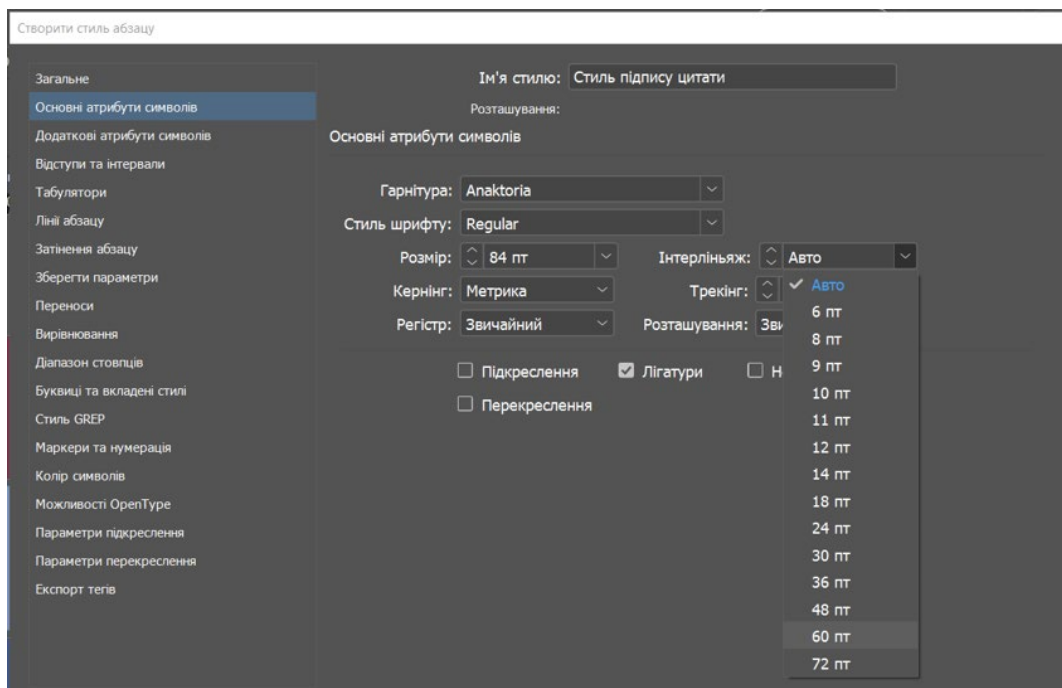 Створити стиль абзацу
Загальне
Основні атрибути символів
Додаткові атрибути символів
Відступи та інтервали
Табулятори
Лінії абзацу
Затінення абзацу
Зберегти параметри
Переноси
Вирівнювання
Діапазон стовпців
Буквиці та вкладені стилі
Стиль GREP
Маркери та нумерація
Колір символів
Можливості OpenType
Параметри підкреслення
Параметри перекреслення
Експорт тегів
Ім'я стилю: Стиль підпису цитати
Розташування:
Основні атрибути символів
Гарнітура: Anaktoria
Стиль шрифту: Regular
Розмір: 84 пт Інтерліньяж: Авто
Кернінг: Метрика Трекінг:
Регістр: Звичайний Розташування: Зви
Підкреслення Лігатури Н
Перекреслення
Авто
6 пт
8 пт
9 пт
10 пт
11 пт
12 пт
14 пт
18 пт
24 пт
30 пт
36 пт
48 пт
60 пт
72 пт